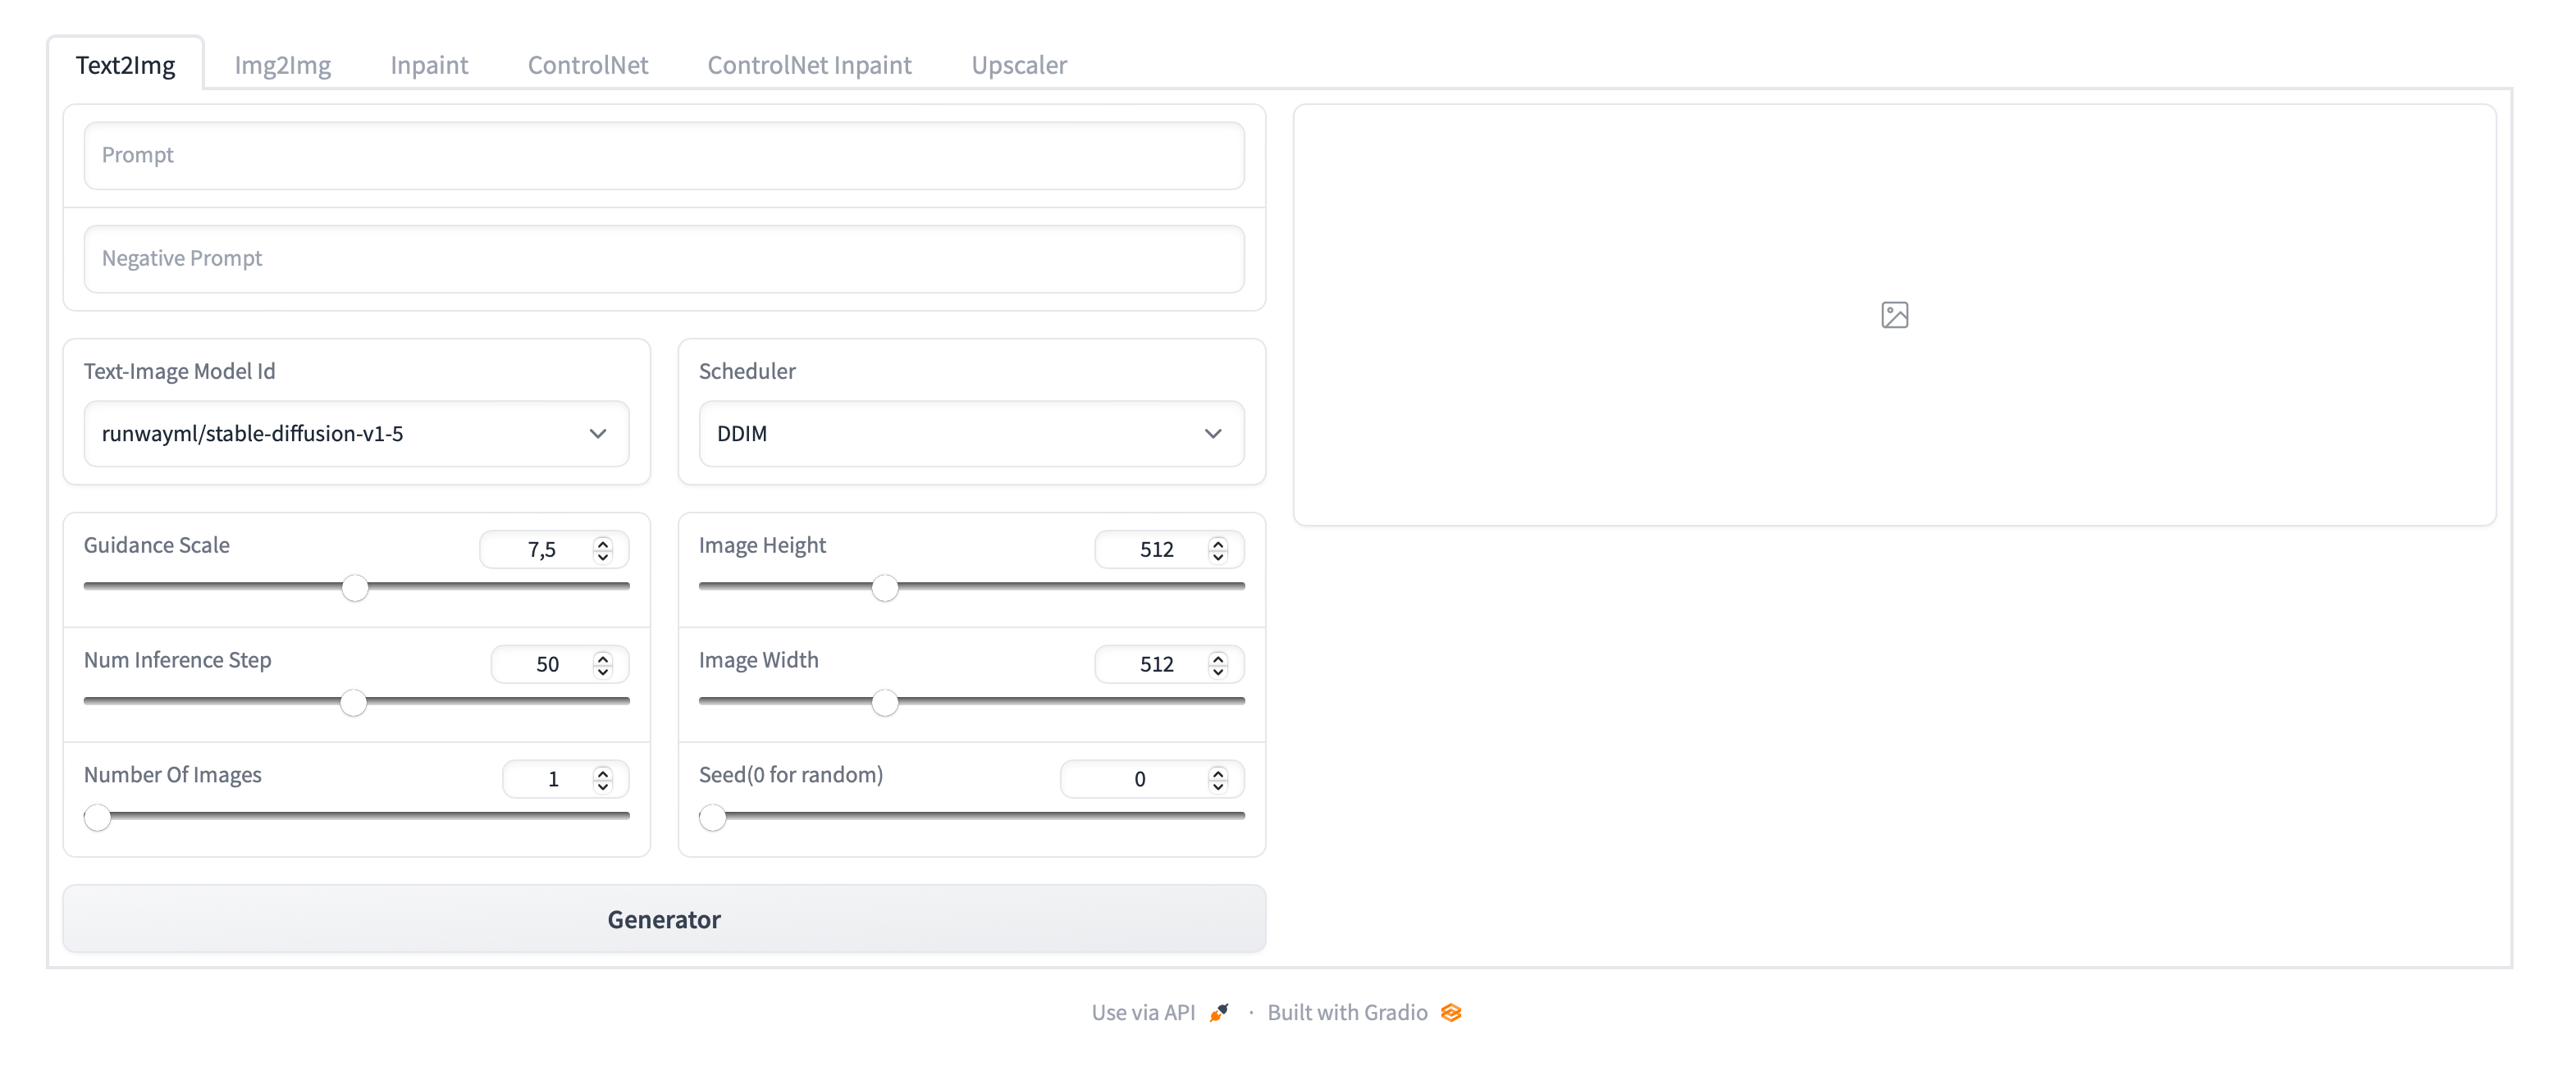 Text2Img Img2Img Inpaint ControlNet ControlNet Inpaint Upscaler
Prompt
Negative Prompt
Text-Image Model Id
runwayml/stable-diffusion-v1-5
Scheduler
DDIM
Guidance Scale 7,5
Num Inference Step 50
Number Of Images 1
Image Height 512
Image Width 512
Seed(0 for random) 0
Generator
Use via API · Built with Gradio